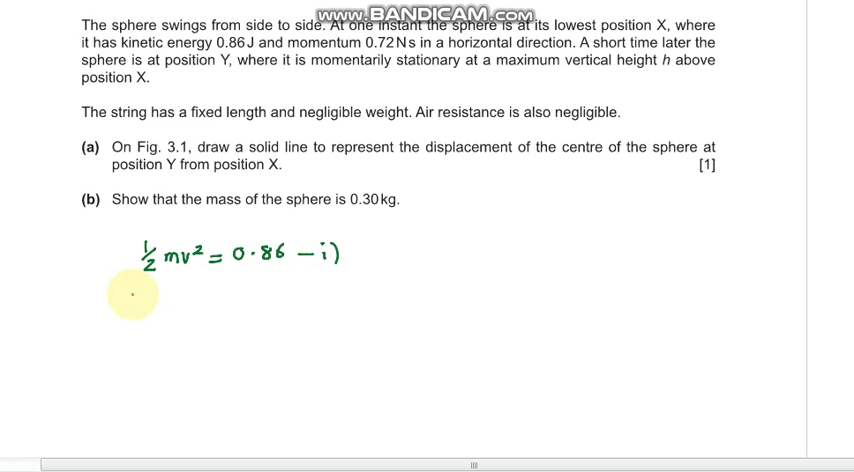 www.BANDICAM.com
The sphere swings from side to side. At one instant the sphere is at its lowest position X, where
it has kinetic energy 0.86 J and momentum 0.72 N s in a horizontal direction. A short time later the
sphere is at position Y, where it is momentarily stationary at a maximum vertical height h above
position X.
The string has a fixed length and negligible weight. Air resistance is also negligible.
(a) On Fig. 3.1, draw a solid line to represent the displacement of the centre of the sphere at
position Y from position X. [1]
(b) Show that the mass of the sphere is 0.30 kg.
½ mv² = 0.86 – i)